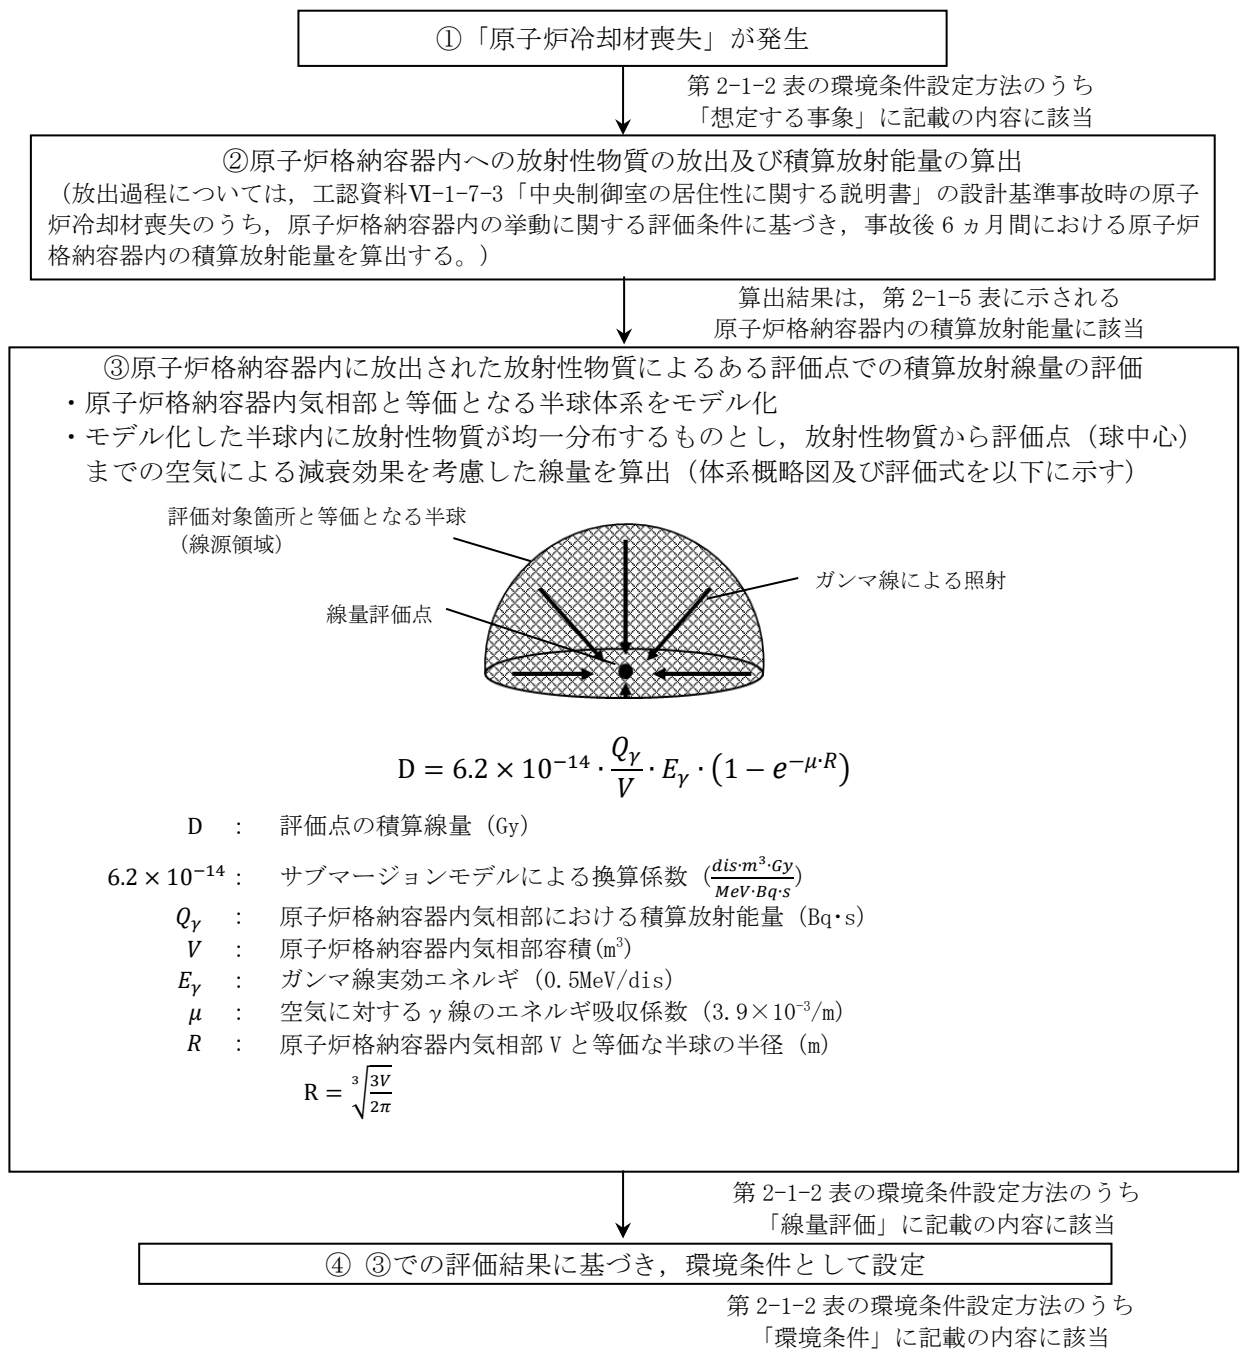 ①「原子炉冷却材喪失」が発生
第 2-1-2 表の環境条件設定方法のうち
「想定する事象」に記載の内容に該当
②原子炉格納容器内への放射性物質の放出及び積算放射能量の算出
（放出過程については，工認資料Ⅵ-1-7-3「中央制御室の居住性に関する説明書」の設計基準事故時の原子
炉冷却材喪失のうち，原子炉格納容器内の挙動に関する評価条件に基づき，事故後 6 ヵ月間における原子炉
格納容器内の積算放射能量を算出する。）
算出結果は，第 2-1-5 表に示される
原子炉格納容器内の積算放射能量に該当
③原子炉格納容器内に放出された放射性物質によるある評価点での積算放射線量の評価
・原子炉格納容器内気相部と等価となる半球体系をモデル化
・モデル化した半球内に放射性物質が均一分布するものとし，放射性物質から評価点（球中心）
までの空気による減衰効果を考慮した線量を算出（体系概略図及び評価式を以下に示す）
評価対象箇所と等価となる半球
（線源領域）
ガンマ線による照射
線量評価点
D = 6.2 × 10⁻¹⁴ · Qᵧ/V · Eᵧ · (1 − e^(−μ·R))
D ： 評価点の積算線量（Gy）
6.2 × 10⁻¹⁴ ： サブマージョンモデルによる換算係数（dis·m³·Gy/MeV·Bq·s）
Qᵧ ： 原子炉格納容器内気相部における積算放射能量（Bq・s）
V ： 原子炉格納容器内気相部容積(m³)
Eᵧ ： ガンマ線実効エネルギ（0.5MeV/dis）
μ ： 空気に対するγ線のエネルギ吸収係数（3.9×10⁻³/m）
R ： 原子炉格納容器内気相部 V と等価な半球の半径（m）
R = ∛(3V/2π)
第 2-1-2 表の環境条件設定方法のうち
「線量評価」に記載の内容に該当
④ ③での評価結果に基づき，環境条件として設定
第 2-1-2 表の環境条件設定方法のうち
「環境条件」に記載の内容に該当